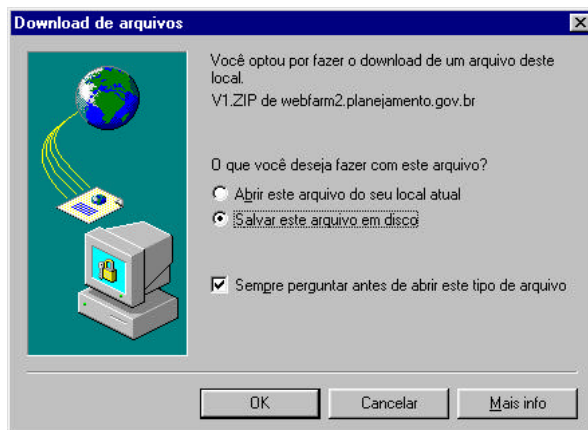 Download de arquivos
Você optou por fazer o download de um arquivo deste
local.
V1.ZIP de webfarm2.planejamento.gov.br
O que você deseja fazer com este arquivo?
Abrir este arquivo do seu local atual
Salvar este arquivo em disco
Sempre perguntar antes de abrir este tipo de arquivo
OK
Cancelar
Mais info